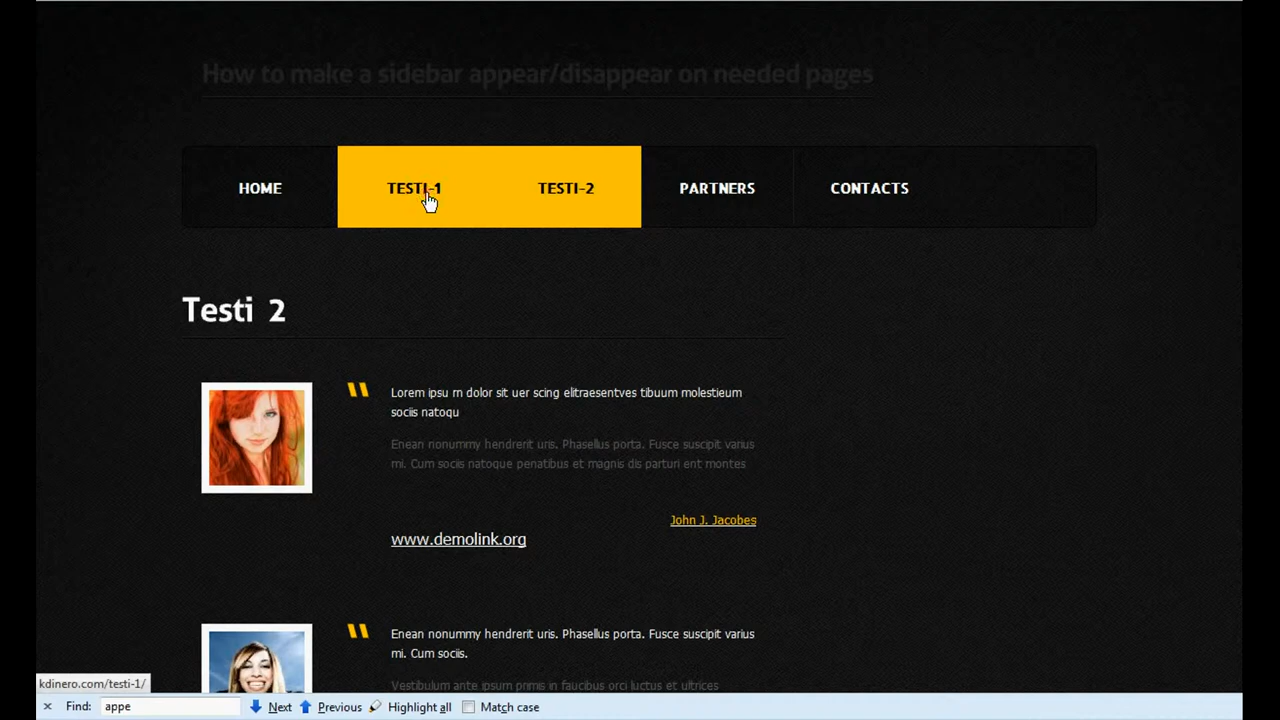 How to make a sidebar appear/disappear on needed pages
HOME TESTI-1 TESTI-2 PARTNERS CONTACTS
Testi 2
Lorem ipsu m dolor sit uer scing elitraesentves tibuum molestieum
sociis natoqu
Enean nonummy hendrerit uris. Phasellus porta. Fusce suscipit varius
mi. Cum sociis natoque penatibus et magnis dis parturi ent montes
John J. Jacobes
www.demolink.org
Enean nonummy hendrerit uris. Phasellus porta. Fusce suscipit varius
mi. Cum sociis.
Vestibulum ante ipsum primis in faucibus orci luctus et ultrices
kdinero.com/testi-1/
Find: appe Next Previous Highlight all Match case